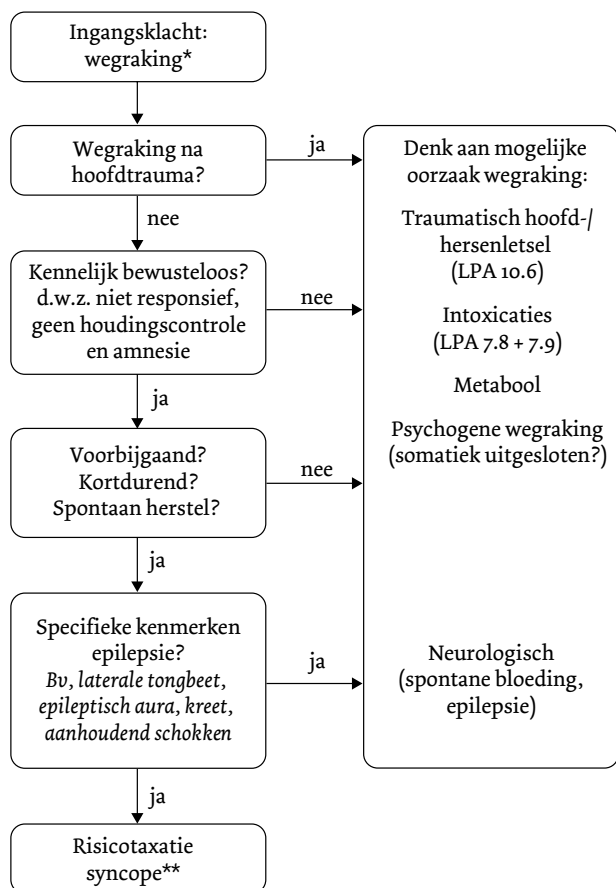 Ingangsklacht:
wegraking*
Wegraking na
hoofdtrauma?
ja
nee
Kennelijk bewusteloos?
d.w.z. niet responsief,
geen houdingscontrole
en amnesie
nee
ja
Voorbijgaand?
Kortdurend?
Spontaan herstel?
nee
ja
Specifieke kenmerken
epilepsie?
Bv, laterale tongbeet,
epileptisch aura, kreet,
aanhoudend schokken
ja
ja
Risicotaxatie
syncope**
Denk aan mogelijke
oorzaak wegraking:
Traumatisch hoofd-/
hersenletsel
(LPA 10.6)
Intoxicaties
(LPA 7.8 + 7.9)
Metabool
Psychogene wegraking
(somatiek uitgesloten?)
Neurologisch
(spontane bloeding,
epilepsie)